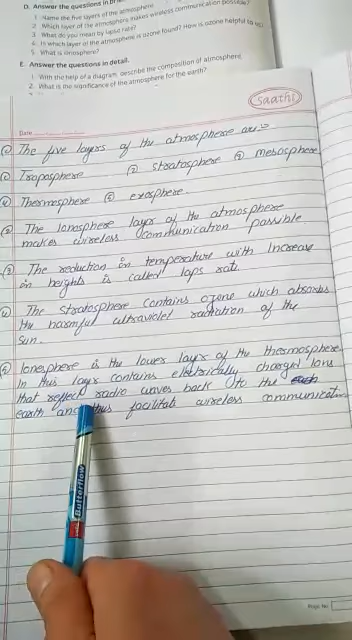 D. Answer the questions in brief.
1. Name the five layers of the atmosphere.
2. Which layer of the atmosphere makes wireless communication possible?
3. What do you mean by lapse rate?
4. In which layer of the atmosphere is ozone found? How is ozone helpful to us?
5. What is ionosphere?
E. Answer the questions in detail.
1. With the help of a diagram, describe the composition of atmosphere.
2. What is the significance of the atmosphere for the earth?
Saathi
Date
The five layers of the atmosphere are:-
Troposphere ② stratosphere ③ mesosphere
Thermosphere ⑤ exosphere.
The Ionosphere layer of the atmosphere
makes wireless communication possible
The reduction in temperature with Increase
in heights is called laps rate.
The stratosphere contains ozone which absorbs
the harmful ultraviolet radiation of the
sun.
Ionosphere is the lower layer of the thermosphere.
In this layer contains electrically charged Ions
that reflect radio waves back to the
earth and thus facilitate wireless communicati
Butterflow
Page No.